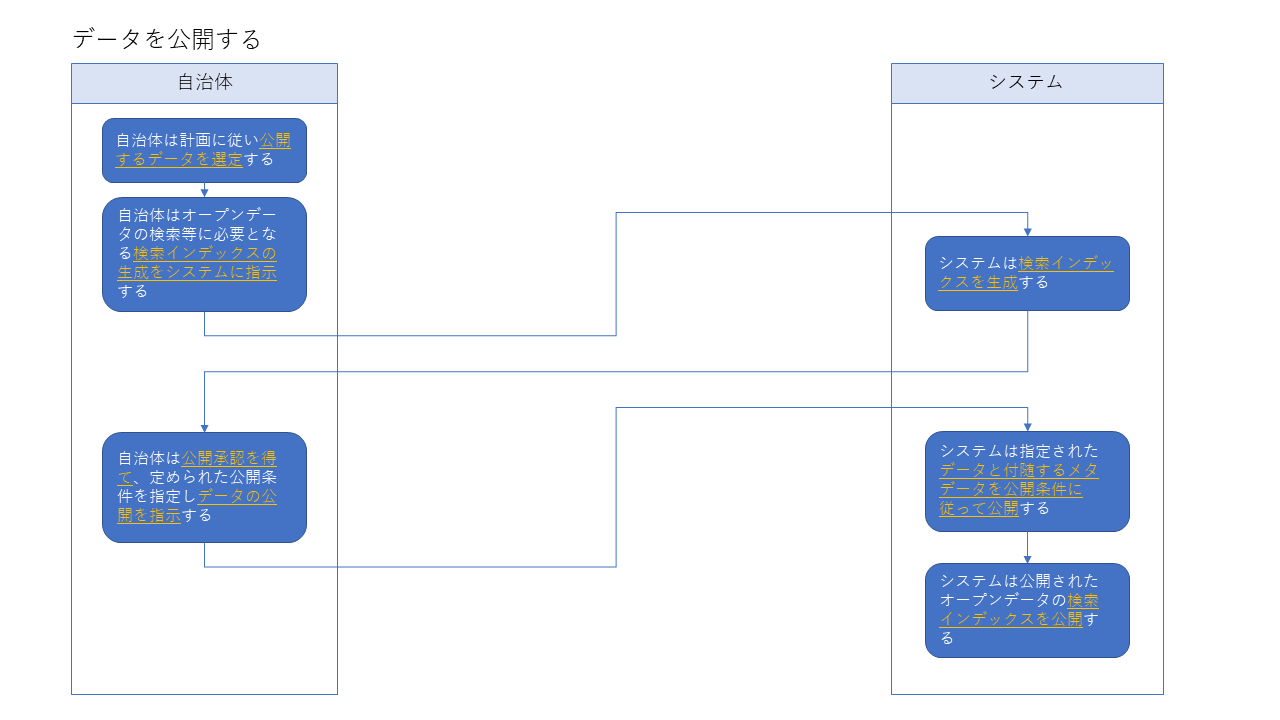 データを公開する
自治体
システム
自治体は計画に従い公開
するデータを選定する
自治体はオープンデー
タの検索等に必要とな
る検索インデックスの
生成をシステムに指示
する
システムは検索インデッ
クスを生成する
自治体は公開承認を得
て、定められた公開条
件を指定しデータの公
開を指示する
システムは指定された
データと付随するメタ
データを公開条件に
従って公開する
システムは公開された
オープンデータの検索
インデックスを公開す
る